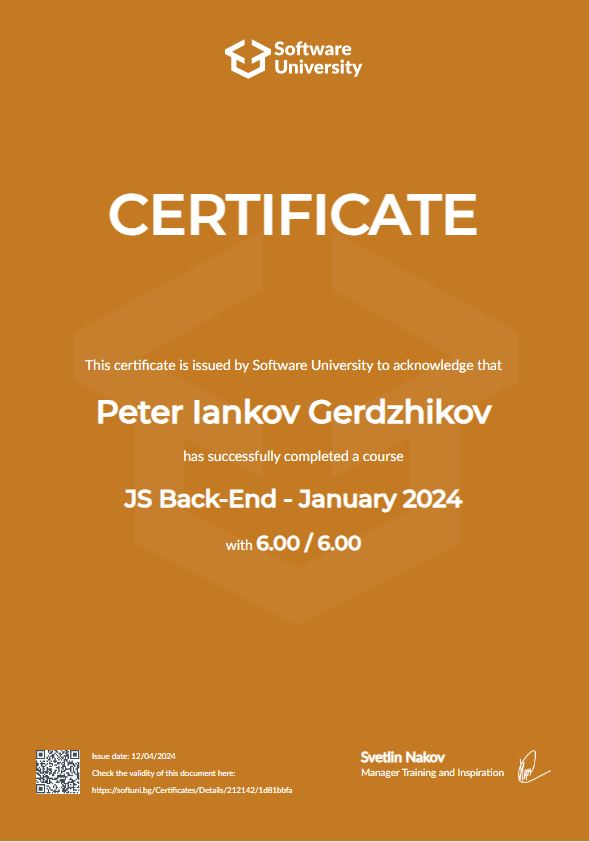 Software
University
CERTIFICATE
This certificate is issued by Software University to acknowledge that
Peter Iankov Gerdzhikov
has successfully completed a course
JS Back-End - January 2024
with 6.00 / 6.00
Issue date: 12/04/2024
Check the validity of this document here:
https://softuni.bg/Certificates/Details/212142/1d81bbfa
Svetlin Nakov
Manager Training and Inspiration